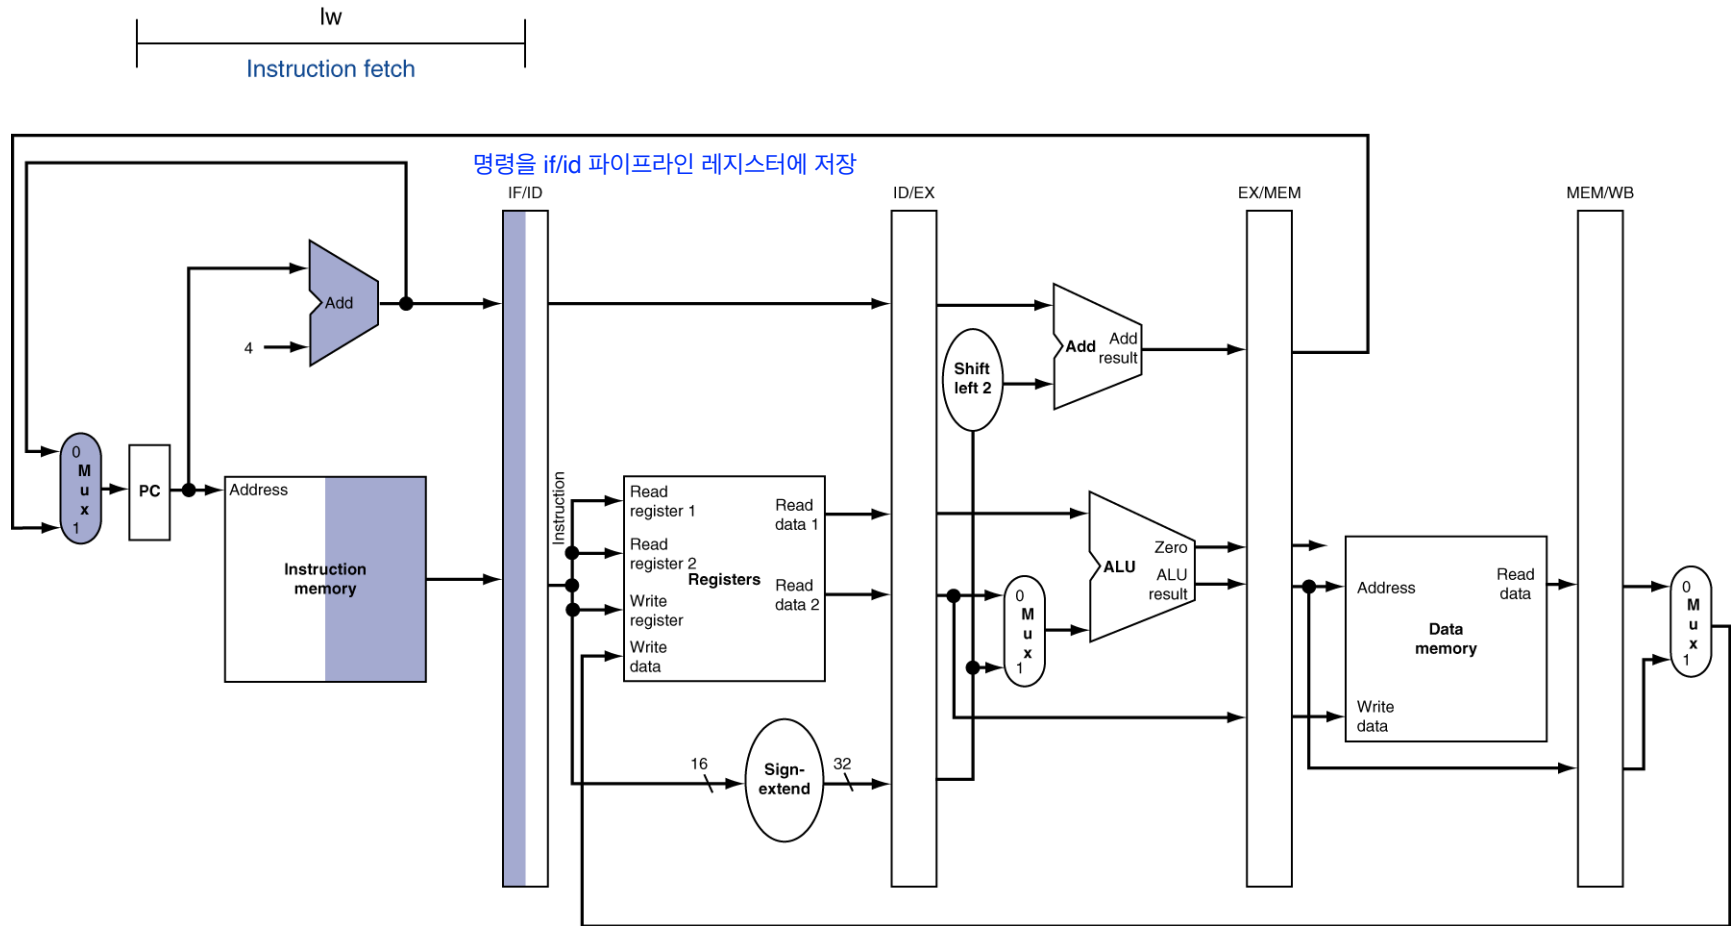 lw
Instruction fetch
명령을 if/id 파이프라인 레지스터에 저장
IF/ID
ID/EX
EX/MEM
MEM/WB
Add
4
Shift
left 2
Add
Add
result
0
M
u
x
1
PC
Address
Instruction
memory
Instruction
Read
register 1
Read
register 2
Write
register
Write
data
Registers
Read
data 1
Read
data 2
16
Sign-
extend
32
0
M
u
x
1
ALU
Zero
ALU
result
Address
Write
data
Data
memory
Read
data
0
M
u
x
1